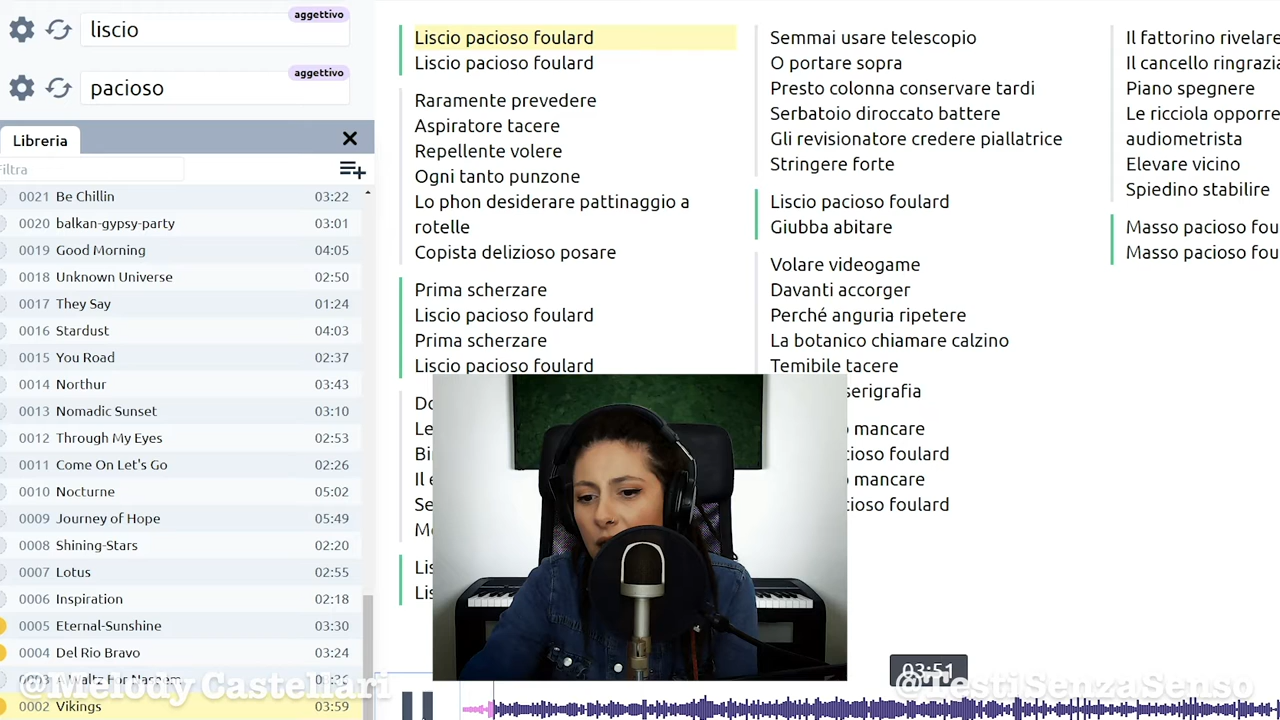 aggettivo
liscio
aggettivo
pacioso
Libreria
Filtra
0021 Be Chillin 03:22
0020 balkan-gypsy-party 03:01
0019 Good Morning 04:05
0018 Unknown Universe 02:50
0017 They Say 01:24
0016 Stardust 04:03
0015 You Road 02:37
0014 Northur 03:43
0013 Nomadic Sunset 03:10
0012 Through My Eyes 02:53
0011 Come On Let's Go 02:26
0010 Nocturne 05:02
0009 Journey of Hope 05:49
0008 Shining-Stars 02:20
0007 Lotus 02:55
0006 Inovation 02:18
0005 Eternal-Sunshine 03:30
0004 Del Rio Bravo 03:24
0002 Vikings 03:59
Liscio pacioso foulard
Liscio pacioso foulard
Raramente prevedere
Aspiratore tacere
Repellente volere
Ogni tanto punzone
Lo phon desiderare pattinaggio a
rotelle
Copista delizioso posare
Prima scherzare
Liscio pacioso foulard
Prima scherzare
Liscio pacioso foulard
Semmai usare telescopio
O portare sopra
Presto colonna conservare tardi
Serbatoio diroccato battere
Gli revisionatore credere piallatrice
Stringere forte
Liscio pacioso foulard
Giubba abitare
Volare videogame
Davanti accorger
Perché anguria ripetere
La botanico chiamare calzino
Temibile tacere
serigrafia
mancare
foulard
mancare
foulard
Il fattorino rivelare
Il cancello
Piano spegnere
Le ricciola
audiometrista
Elevare vicino
Spiedino stabilire
Masso pacioso
Masso pacioso
03:51
Castellari
@TestiSenzaSenso